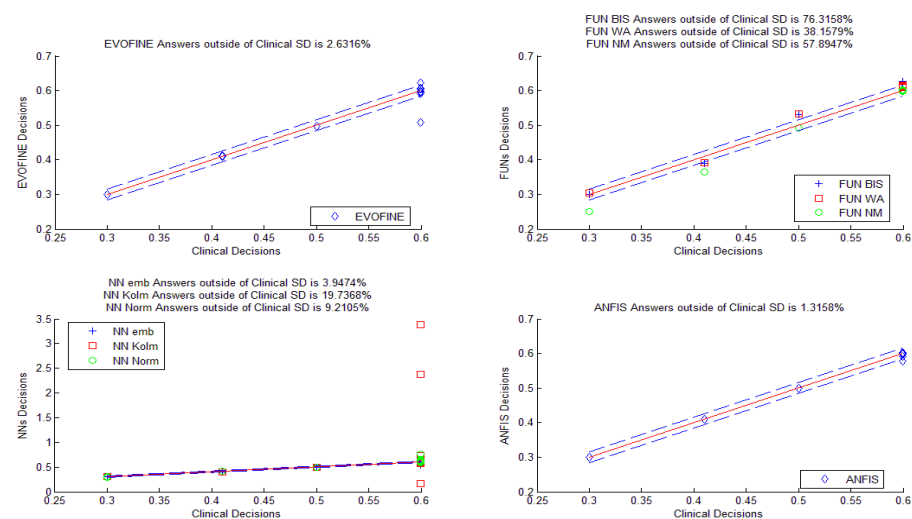 EVOFINE Answers outside of Clinical SD is 2.6316%
0.7
0.6
0.5
0.4
0.3
0.2
EVOFINE Decisions
EVOFINE
0.25 0.3 0.35 0.4 0.45 0.5 0.55 0.6
Clinical Decisions
FUN BIS Answers outside of Clinical SD is 76.3158%
FUN WA Answers outside of Clinical SD is 38.1579%
FUN NM Answers outside of Clinical SD is 57.8947%
0.7
0.6
0.5
0.4
0.3
0.2
FUNs Decisions
FUN BIS
FUN WA
FUN NM
0.25 0.3 0.35 0.4 0.45 0.5 0.55 0.6
Clinical Decisions
NN emb Answers outside of Clinical SD is 3.9474%
NN Kolm Answers outside of Clinical SD is 19.7368%
NN Norm Answers outside of Clinical SD is 9.2105%
3.5
3
2.5
2
1.5
1
0.5
0
NNs Decisions
NN emb
NN Kolm
NN Norm
0.25 0.3 0.35 0.4 0.45 0.5 0.55 0.6
Clinical Decisions
ANFIS Answers outside of Clinical SD is 1.3158%
0.7
0.6
0.5
0.4
0.3
0.2
ANFIS Decisions
ANFIS
0.25 0.3 0.35 0.4 0.45 0.5 0.55 0.6
Clinical Decisions